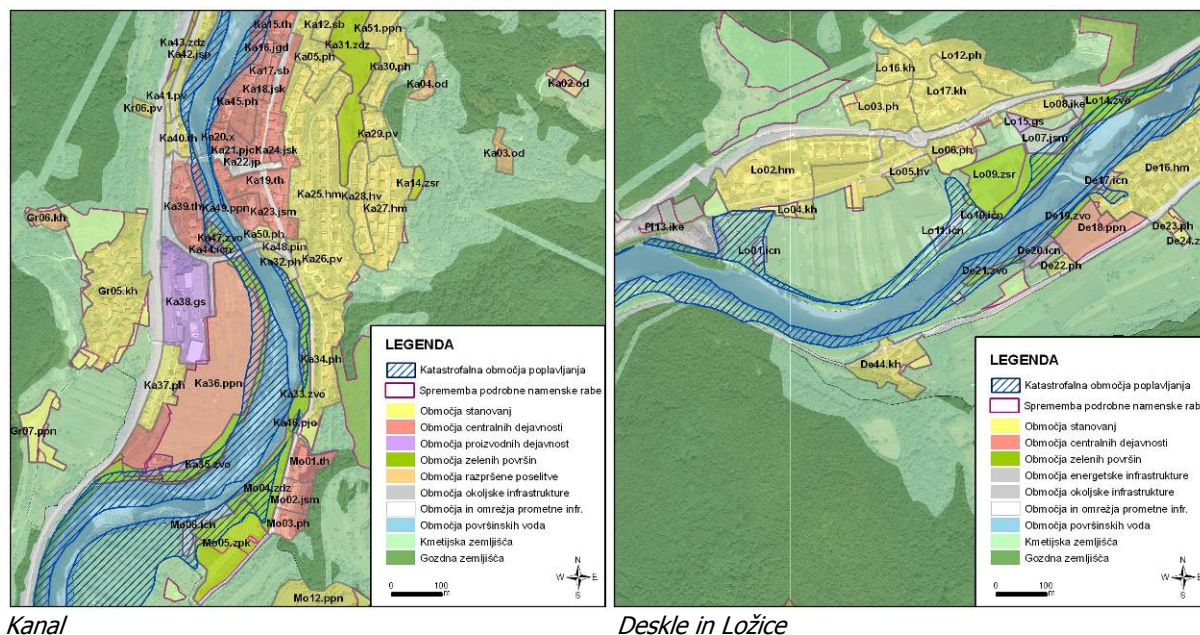 Ka15.th
Ka12.sb
Ka51.ppn
Ka43.zdz
Ka42.jsp
Ka16.jgd
Ka31.zdz
Ka05.ph
Ka30.ph
Ka17.sb
Ka18.jsk
Ka04.od
Ka02.od
Ka41.pv
Kr06.pv
Ka45.ph
Ka40.th
Ka20.x
Ka29.pv
Ka21.pjc
Ka24.jsk
Ka22.jp
Ka03.od
Ka19.th
Ka14.zsr
Ka25.hm
Ka28.hv
Ka39.th
Ka49.ppn
Ka23.jsm
Ka27.hm
Gr06.kh
Ka47.zvo
Ka50.ph
Ka44.icn
Ka48.pin
Ka32.ph
Ka26.pv
Gr05.kh
Ka38.gs
Ka34.ph
Ka37.ph
Ka36.ppn
Ka33.zvo
Gr07.ppn
Ka46.pjo
Ka35.zvo
Mo01.th
Mo04.zdz
Mo02.jsm
Mo06.icn
Mo03.ph
Mo05.zpk
Mo12.ppn
LEGENDA
Katastrofalna območja poplavljanja
Sprememba podrobne namenske rabe
Območja stanovanj
Območja centralnih dejavnosti
Območja proizvodnih dejavnost
Območja zelenih površin
Območja razpršene poselitve
Območja okoljske infrastrukture
Območja in omrežja prometne infr.
Območja površinskih voda
Kmetijska zemljišča
Gozdna zemljišča
0 100
m
N
W E
S
Kanal
Lo12.ph
Lo16.kh
Lo17.kh
Lo03.ph
Lo08.ike
Lo14.zvo
Lo15.gs
Lo07.jsm
Lo06.ph
Lo02.hm
Lo05.hv
Lo09.zsr
De16.hm
De17.icn
Lo04.kh
Lo10.icn
De19.zvo
Pl13.ike
Lo11.icn
De18.ppn
De23.ph
Lo01.icn
De20.icn
De24.z
De21.zvo
De22.ph
De44.kh
LEGENDA
Katastrofalna območja poplavljanja
Sprememba podrobne namenske rab
Območja stanovanj
Območja centralnih dejavnosti
Območja zelenih površin
Območja energetske infrastrukture
Območja okoljske infrastrukture
Območja in omrežja prometne infr.
Območja površinskih voda
Kmetijska zemljišča
Gozdna zemljišča
0 100
m
N
W E
S
Deskle in Ložice